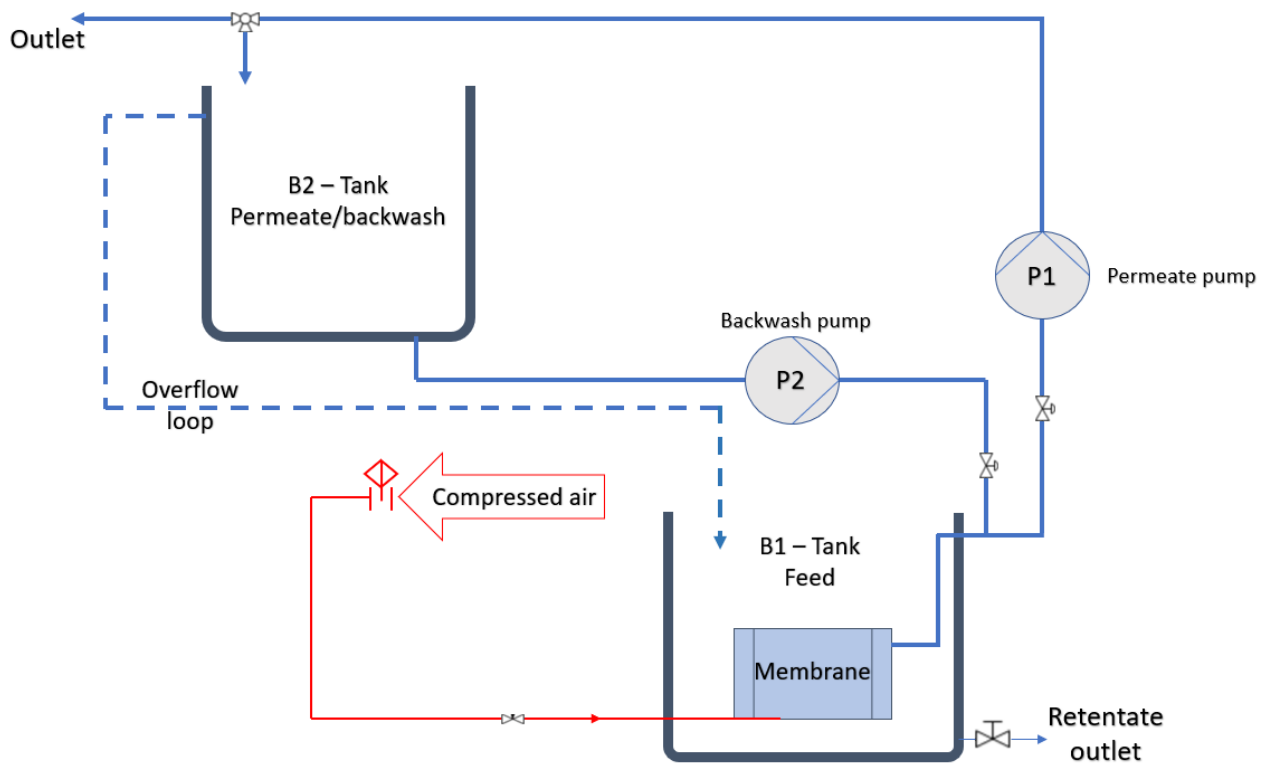 Outlet
B2 – Tank
Permeate/backwash
P1
Permeate pump
Backwash pump
P2
Overflow
loop
Compressed air
B1 – Tank
Feed
Membrane
Retentate
outlet